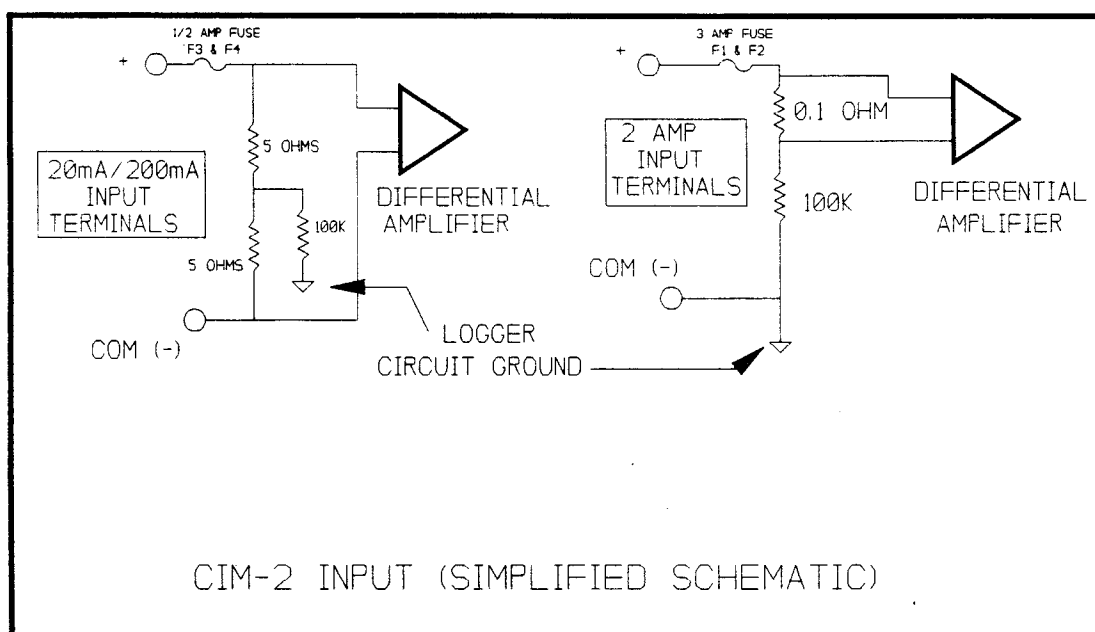 1/2 AMP FUSE
F3 & F4
+
5 OHMS
20mA/200mA
INPUT
TERMINALS
100K
5 OHMS
DIFFERENTIAL
AMPLIFIER
COM (-)
3 AMP FUSE
F1 & F2
+
0.1 OHM
2 AMP
INPUT
TERMINALS
100K
DIFFERENTIAL
AMPLIFIER
COM (-)
LOGGER
CIRCUIT GROUND
CIM-2 INPUT (SIMPLIFIED SCHEMATIC)